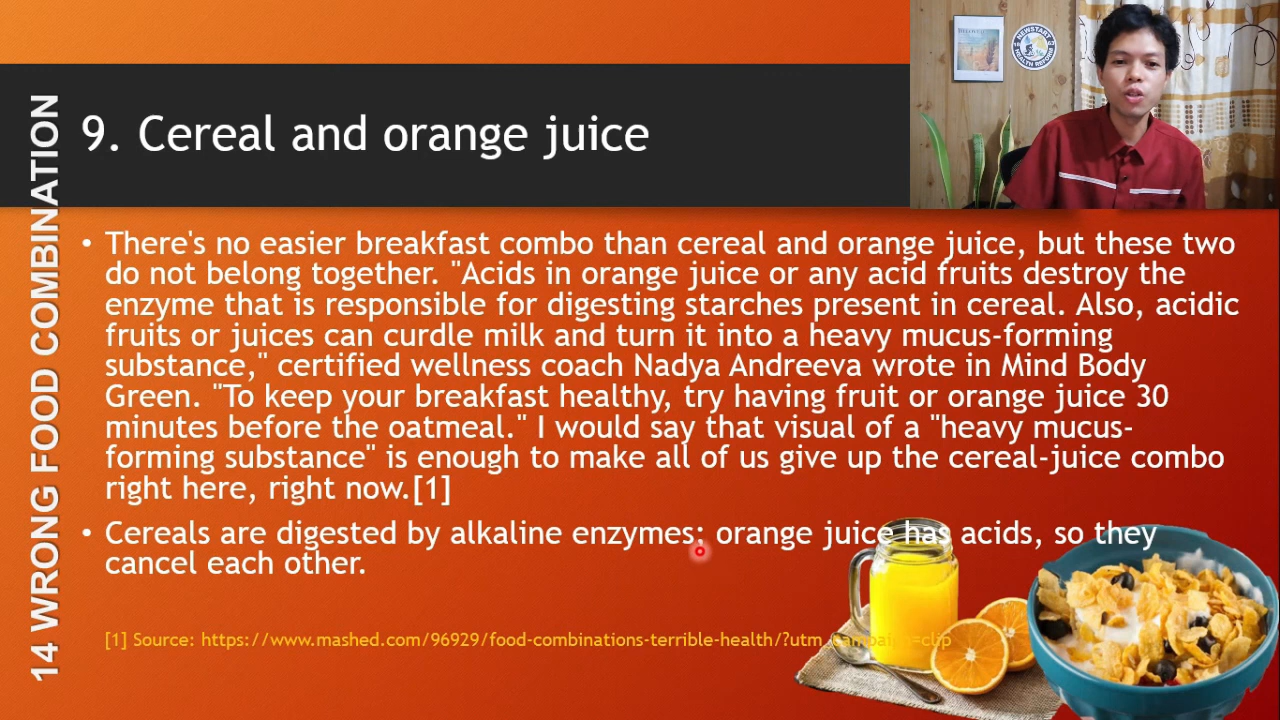 9. Cereal and orange juice
14 WRONG FOOD COMBINATION
• There's no easier breakfast combo than cereal and orange juice, but these two
do not belong together. "Acids in orange juice or any acid fruits destroy the
enzyme that is responsible for digesting starches present in cereal. Also, acidic
fruits or juices can curdle milk and turn it into a heavy mucus-forming
substance," certified wellness coach Nadya Andreeva wrote in Mind Body
Green. "To keep your breakfast healthy, try having fruit or orange juice 30
minutes before the oatmeal." I would say that visual of a "heavy mucus-
forming substance" is enough to make all of us give up the cereal-juice combo
right here, right now.[1]
• Cereals are digested by alkaline enzymes; orange juice has acids, so they
cancel each other.
[1] Source: https://www.mashed.com/96929/food-combinations-terrible-health/?utm_campaign=clip
NEWSTART
HEALTH REFORM